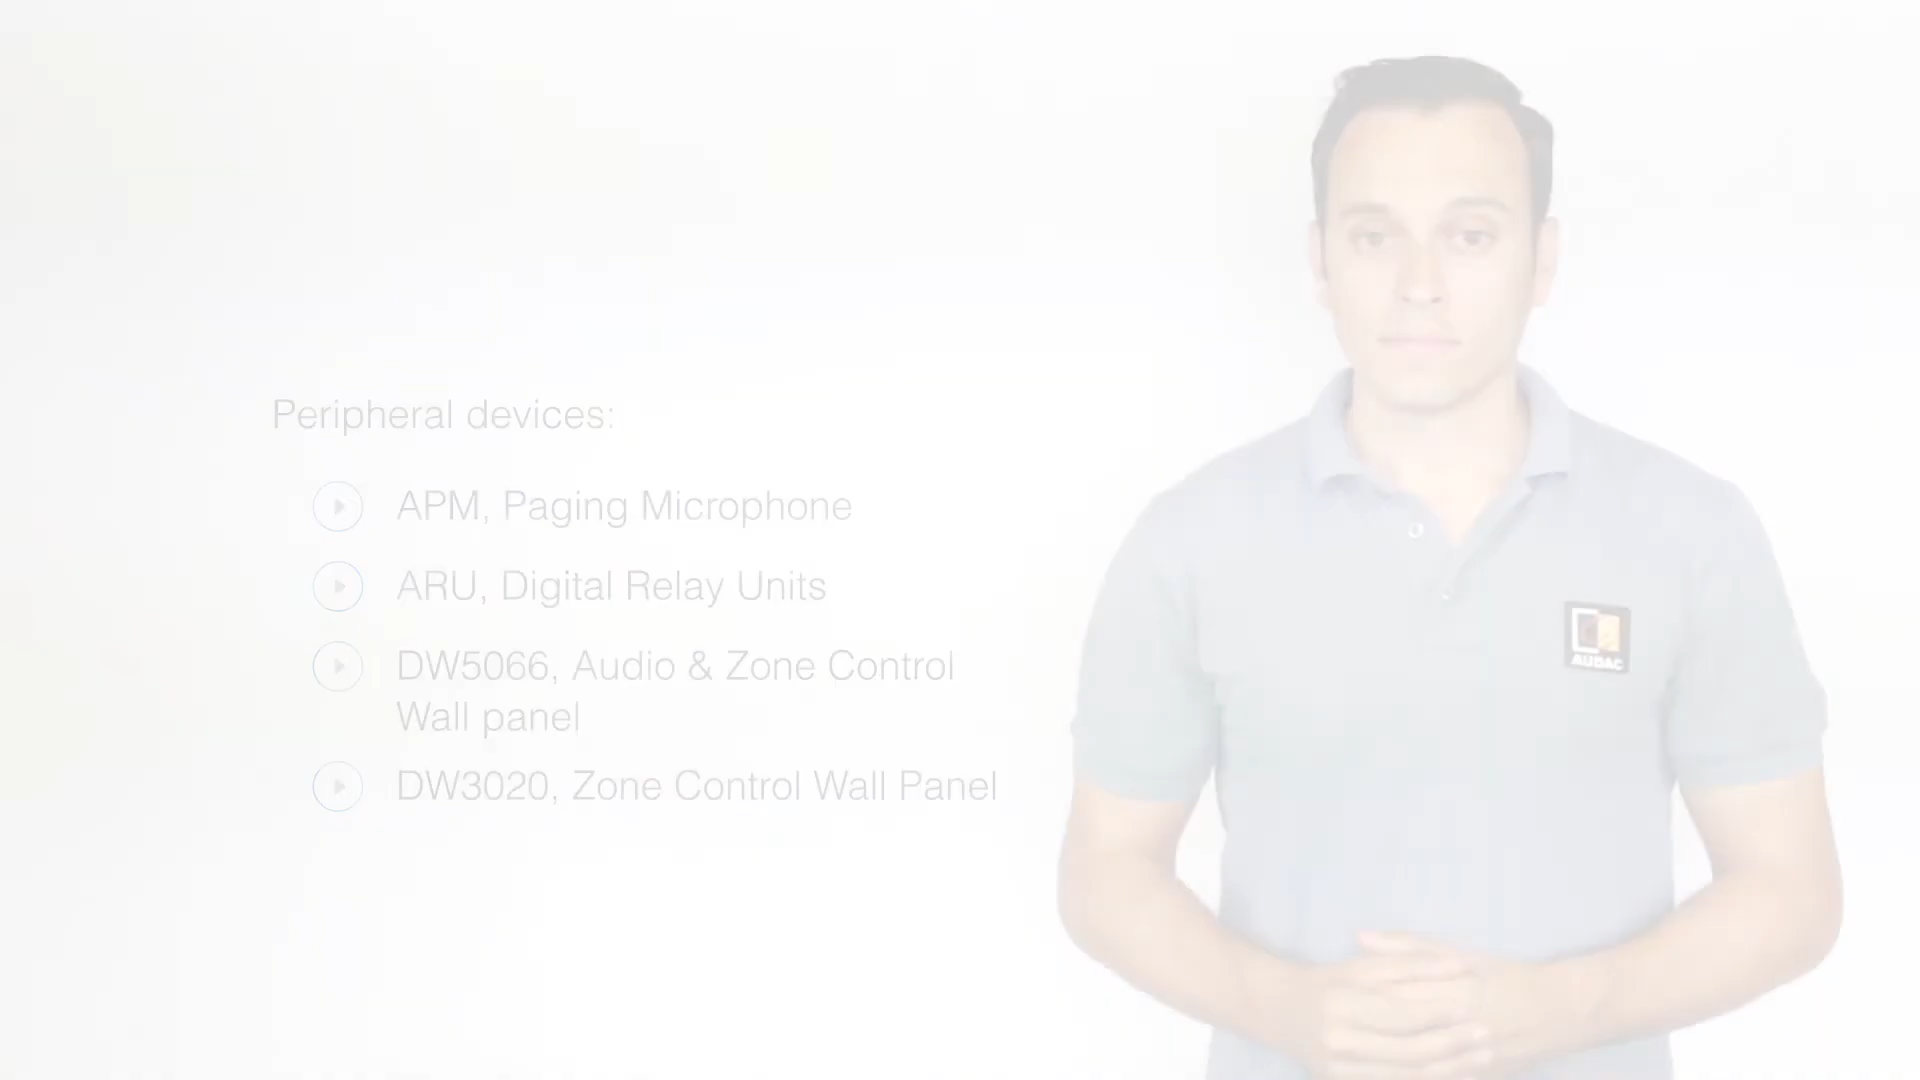 Peripheral devices:
APM, Paging Microphone
ARU, Digital Relay Units
DW5066, Audio & Zone Control
Wall panel
DW3020, Zone Control Wall Panel
AUDAC